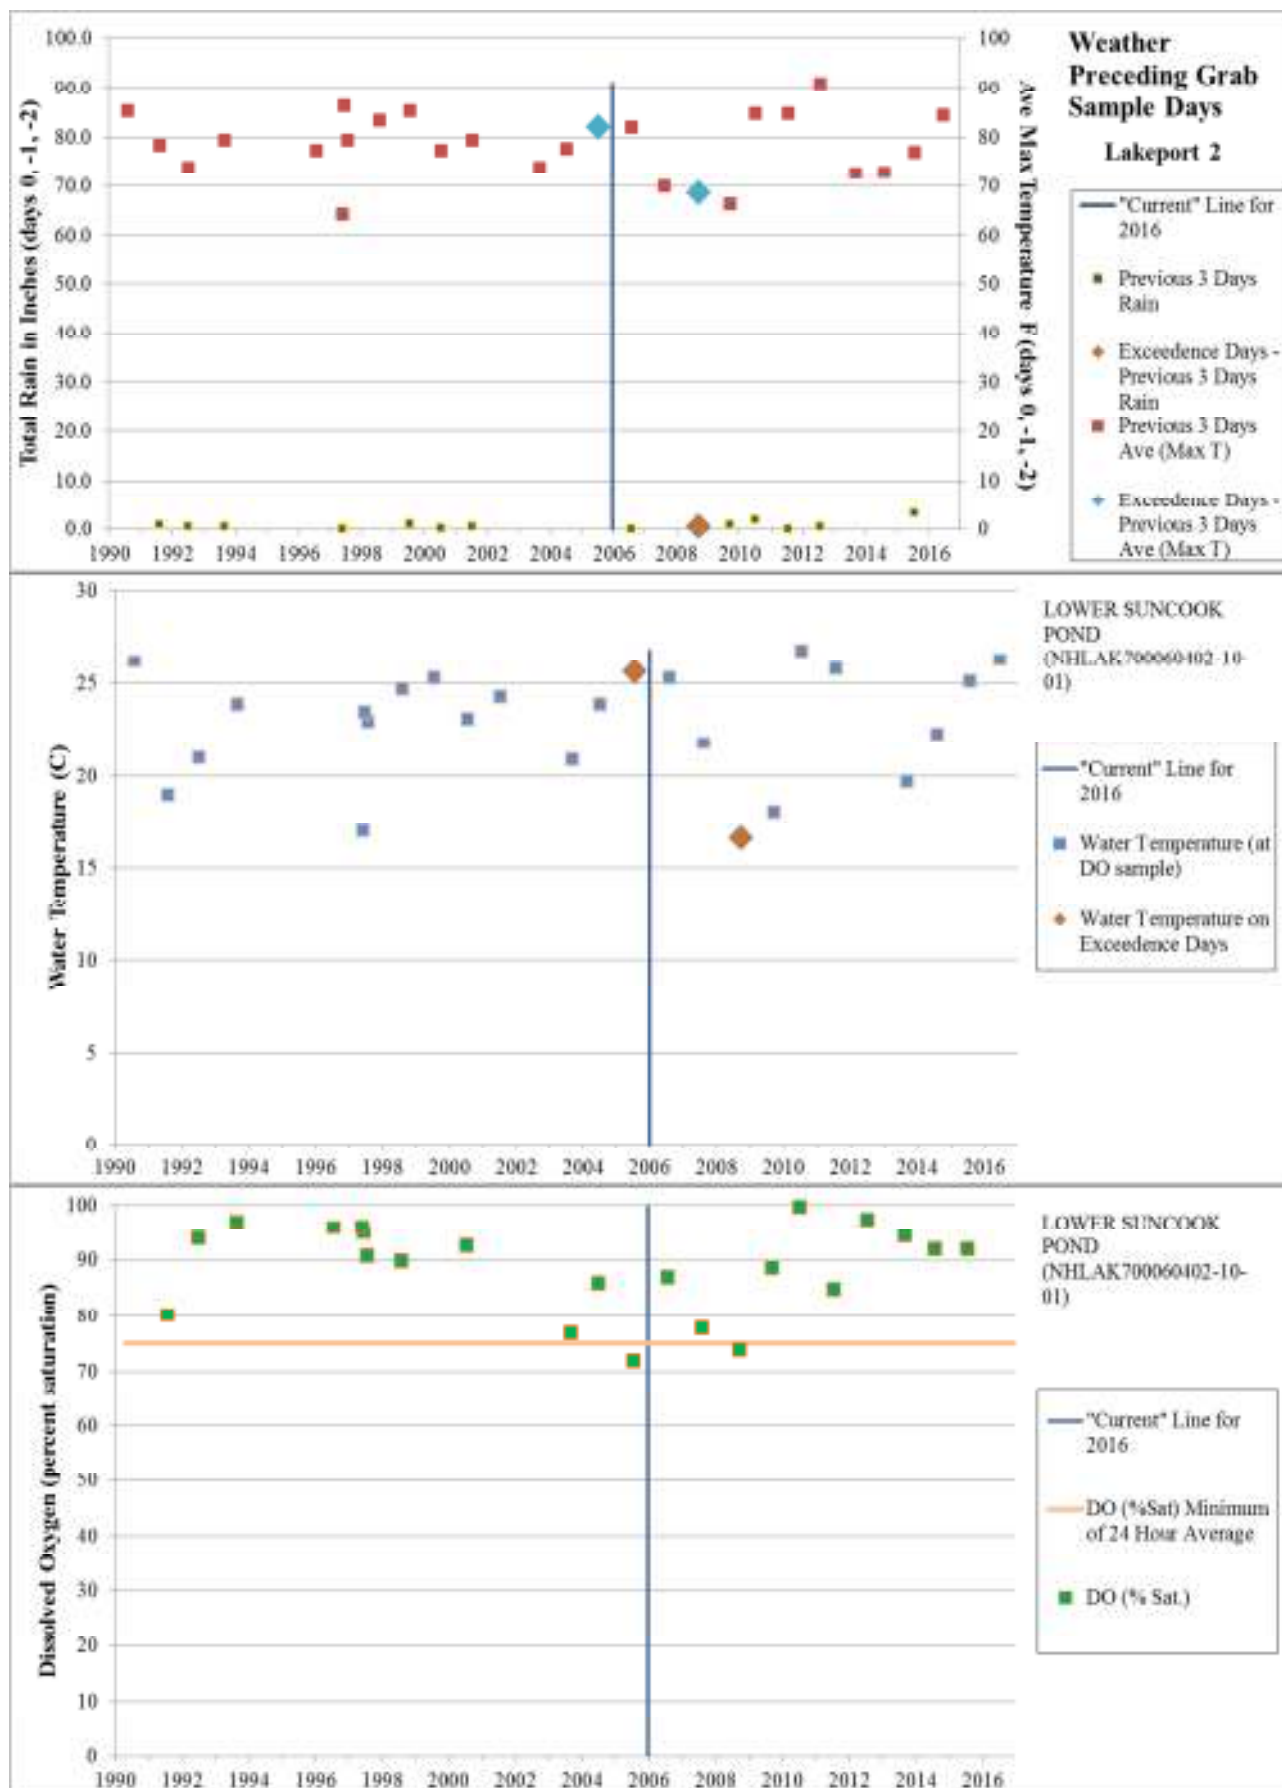 Weather
Preceding Grab
Sample Days
Lakeport 2
Total Rain in Inches (days 0, -1, -2)
100.0
90.0
80.0
70.0
60.0
50.0
40.0
30.0
20.0
10.0
0.0
1990 1992 1994 1996 1998 2000 2002 2004 2006 2008 2010 2012 2014 2016
100
90
80
70
60
50
40
30
20
10
0
Ave Max Temperature F (days 0, -1, -2)
"Current" Line for
2016
Previous 3 Days
Rain
Exceedence Days -
Previous 3 Days
Rain
Previous 3 Days
Ave (Max T)
Exceedence Days -
Previous 3 Days
Ave (Max T)
Water Temperature (C)
30
25
20
15
10
5
0
1990 1992 1994 1996 1998 2000 2002 2004 2006 2008 2010 2012 2014 2016
LOWER SUNCOOK
POND
(NHLAK700060402-10-
01)
"Current" Line for
2016
Water Temperature (at
DO sample)
Water Temperature on
Exceedence Days
Dissolved Oxygen (percent saturation)
100
90
80
70
60
50
40
30
20
10
0
1990 1992 1994 1996 1998 2000 2002 2004 2006 2008 2010 2012 2014 2016
LOWER SUNCOOK
POND
(NHLAK700060402-10-
01)
"Current" Line for
2016
DO (%Sat) Minimum
of 24 Hour Average
DO (% Sat.)